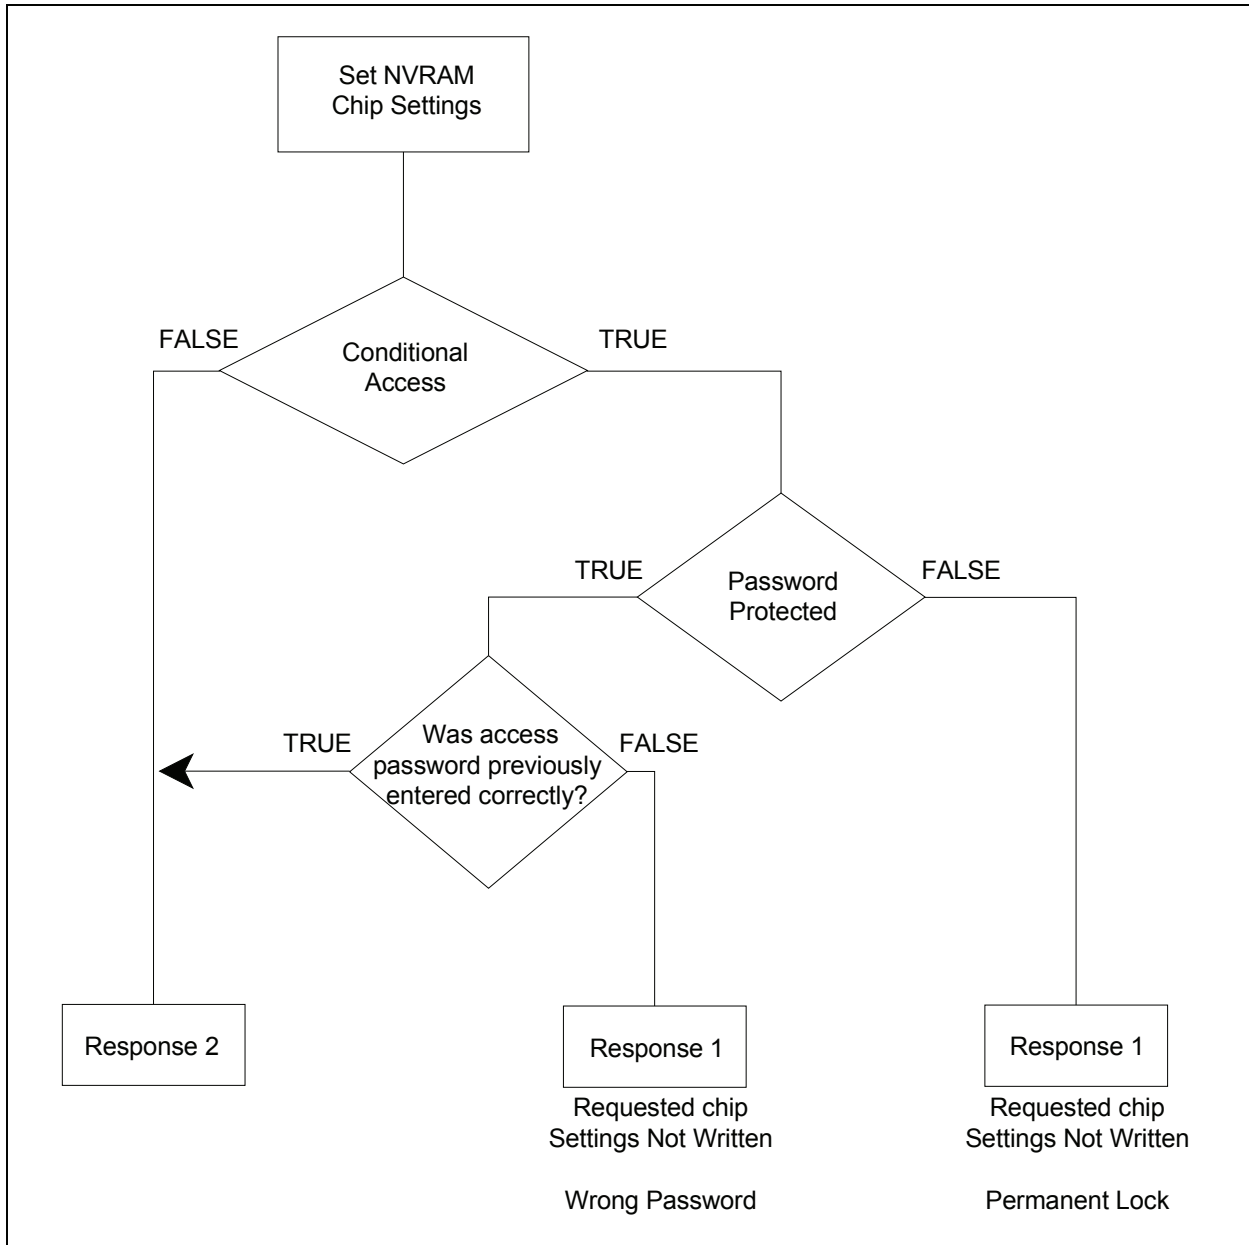 Set NVRAM
Chip Settings
FALSE
TRUE
Conditional
Access
TRUE
FALSE
Password
Protected
TRUE
FALSE
Was access
password previously
entered correctly?
Response 2
Response 1
Response 1
Requested chip
Settings Not Written
Requested chip
Settings Not Written
Wrong Password
Permanent Lock